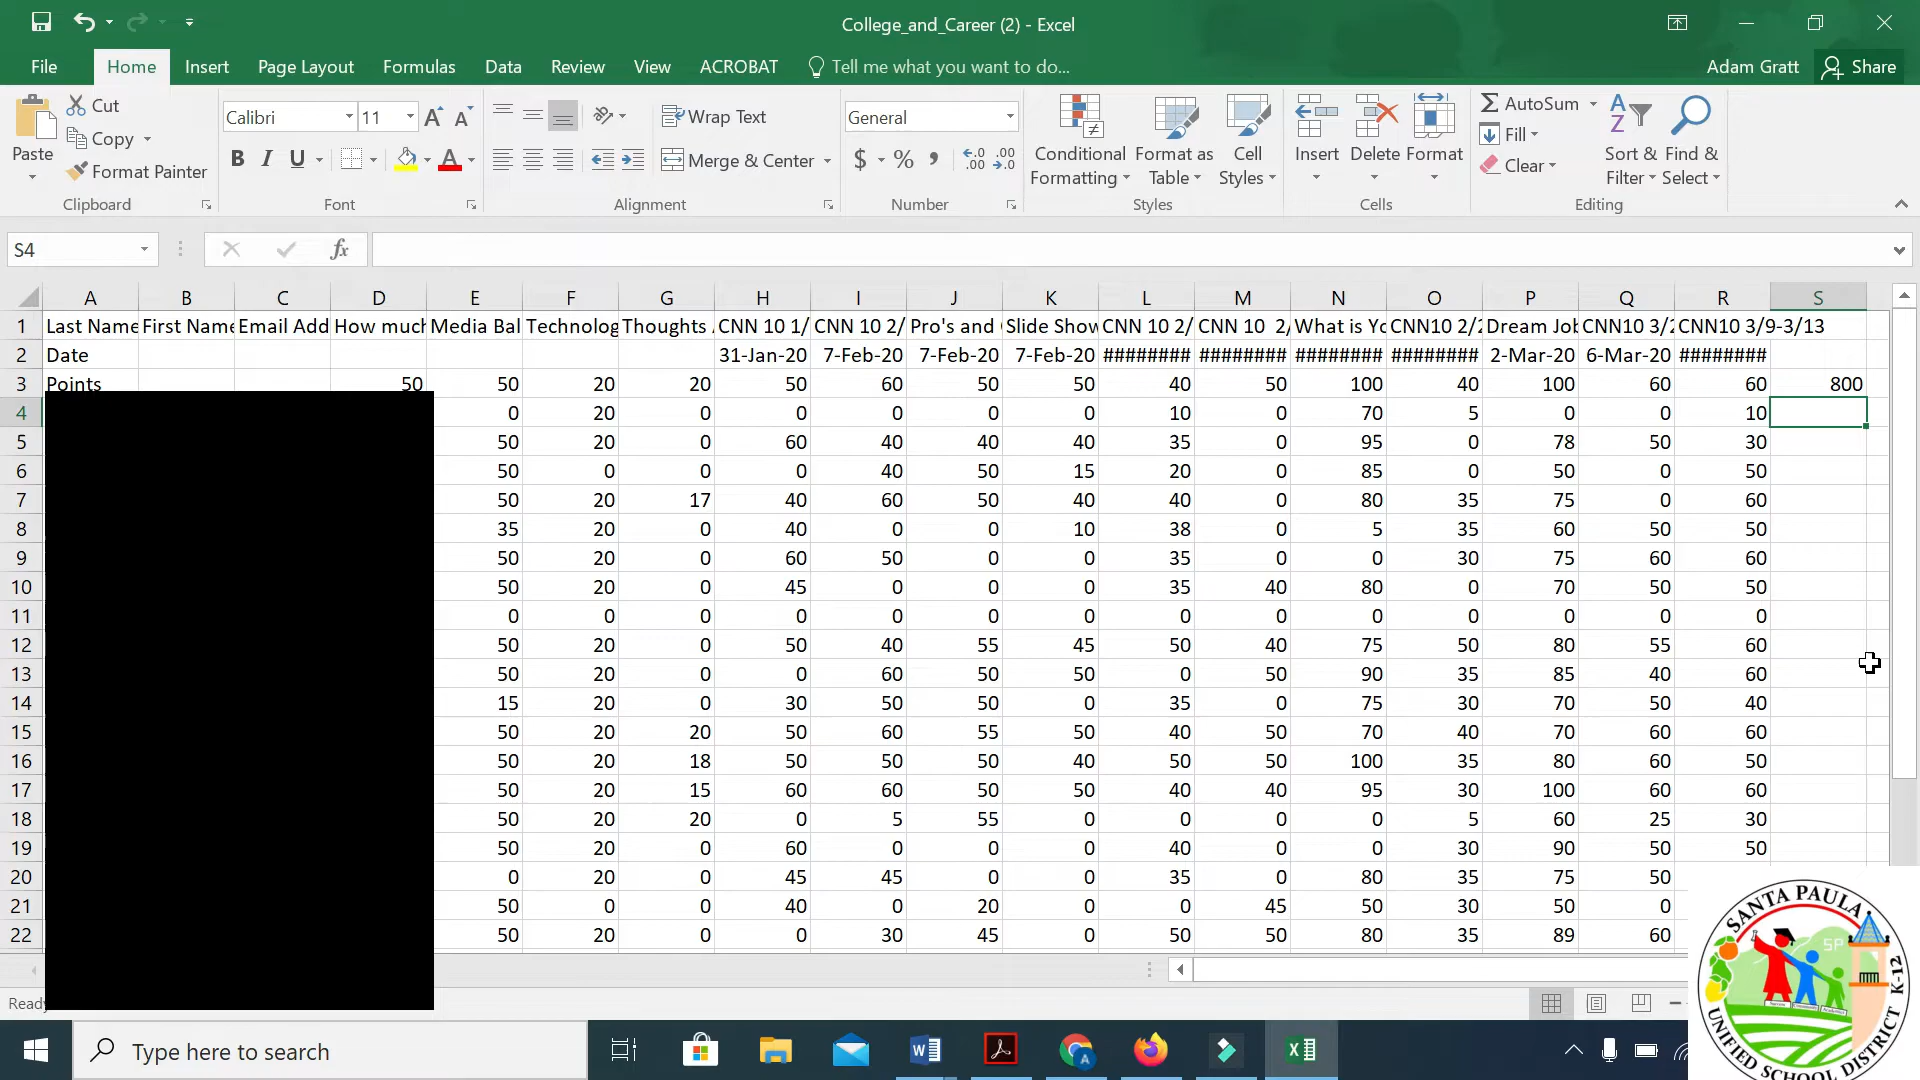 College_and_Career (2) - Excel
File Home Insert Page Layout Formulas Data Review View ACROBAT Tell me what you want to do... Adam Gratt Share
Paste Cut Copy Format Painter Clipboard
Calibri 11 B I U A Font
Wrap Text Merge & Center Alignment
General $ % , Number
Conditional Formatting Format as Table Cell Styles Styles
Insert Delete Format Cells
AutoSum Fill Clear Sort & Filter Find & Select Editing
S4 fx
A B C D E F G H I J K L M N O P Q R S
1 Last Name First Name Email Add How much Media Bal Technolog Thoughts CNN 10 1/ CNN 10 2/ Pro's and Slide Show CNN 10 2/ CNN 10 2/ What is Yo CNN10 2/2 Dream Job CNN10 3/2 CNN10 3/9-3/13
2 Date 31-Jan-20 7-Feb-20 7-Feb-20 7-Feb-20 ######## ######## ######## ######## 2-Mar-20 6-Mar-20 ########
3 Points 50 50 20 20 50 60 50 50 40 50 100 40 100 60 60 800
4 0 20 0 0 0 0 0 10 0 70 5 0 0 10
5 50 20 0 60 40 40 40 35 0 95 0 78 50 30
6 50 0 0 0 40 50 15 20 0 85 0 50 0 50
7 50 20 17 40 60 50 40 40 0 80 35 75 0 60
8 35 20 0 40 0 0 10 38 0 5 35 60 50 50
9 50 20 0 60 50 0 0 35 0 0 30 75 60 60
10 50 20 0 45 0 0 0 35 40 80 0 70 50 50
11 0 0 0 0 0 0 0 0 0 0 0 0 0 0
12 50 20 0 50 40 55 45 50 40 75 50 80 55 60
13 50 20 0 0 60 50 50 0 50 90 35 85 40 60
14 15 20 0 30 50 50 0 35 0 75 30 70 50 40
15 50 20 20 50 60 55 50 40 50 70 40 70 60 60
16 50 20 18 50 50 50 40 50 50 100 35 80 60 50
17 50 20 15 60 60 50 50 40 40 95 30 100 60 60
18 50 20 20 0 5 55 0 0 0 0 5 60 25 30
19 50 20 0 60 0 0 0 40 0 0 30 90 50 50
20 0 20 0 45 45 0 0 35 0 80 35 75 50
21 50 0 0 40 0 20 0 0 45 50 30 50 0
22 50 20 0 0 30 45 0 50 50 80 35 89 60
Ready
Type here to search
SANTA PAULA
SP
K-12
UNIFIED SCHOOL DISTRICT